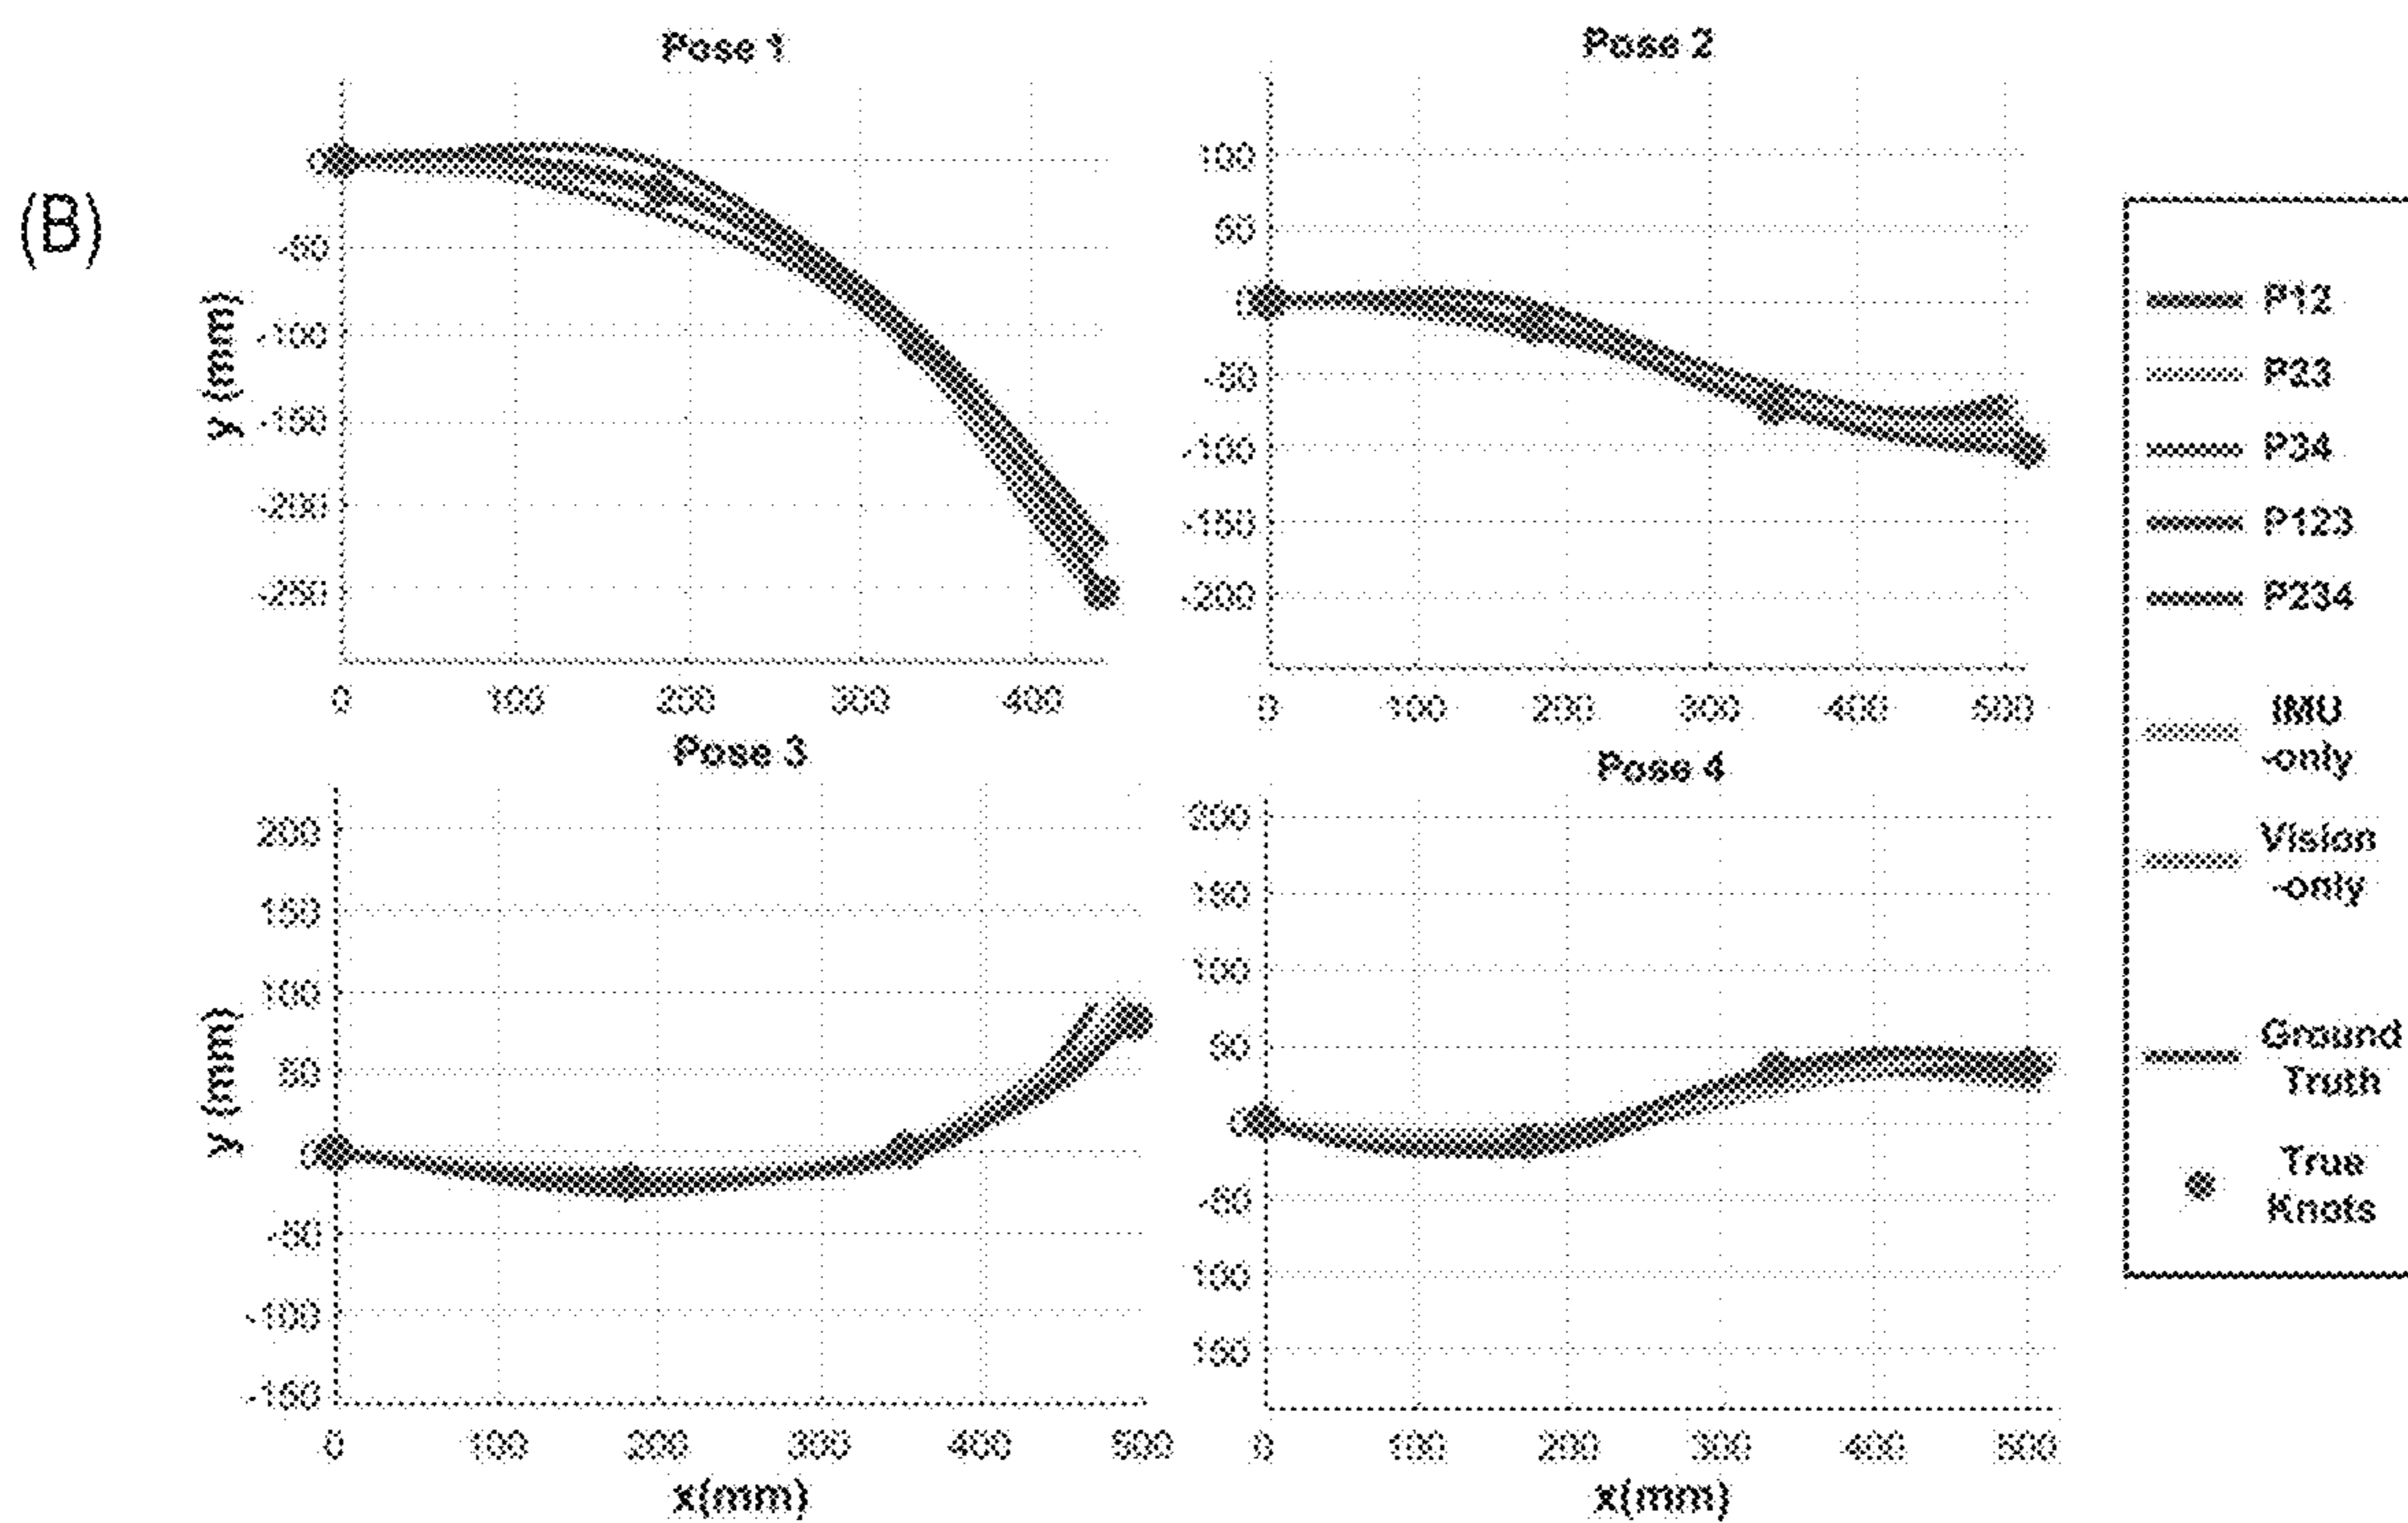 (B)
Pose 1
0
-50
-100
-150
-200
-250
y (mm)
0 100 200 300 400
Pose 2
100
50
0
-50
-100
-150
-200
0 100 200 300 400 500
Pose 3
200
150
100
50
0
-50
-100
-150
y (mm)
0 100 200 300 400 500
x(mm)
Pose 4
200
150
100
50
0
-50
100
150
0 100 200 300 400 500
x(mm)
P12
P23
P34
P123
P234
IMU
-only
Vision
-only
Ground
Truth
True
Knots